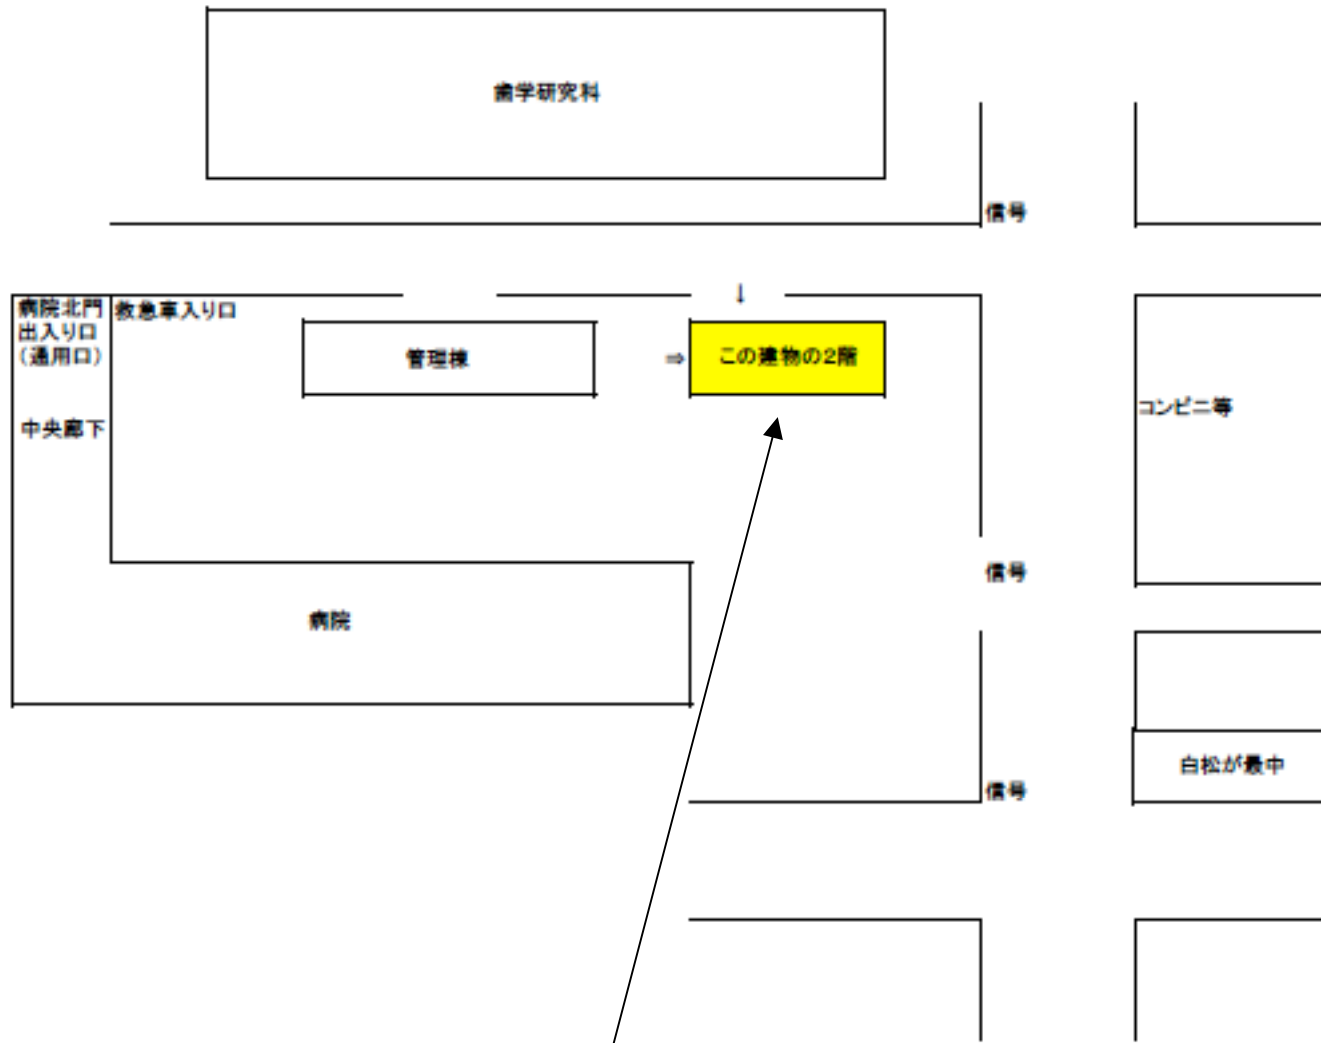 歯学研究科
信号
病院北門
出入り口
(通用口)
救急車入り口
↓
管理棟
⇒
この建物の2階
コンビニ等
中央廊下
信号
病院
白松が最中
信号